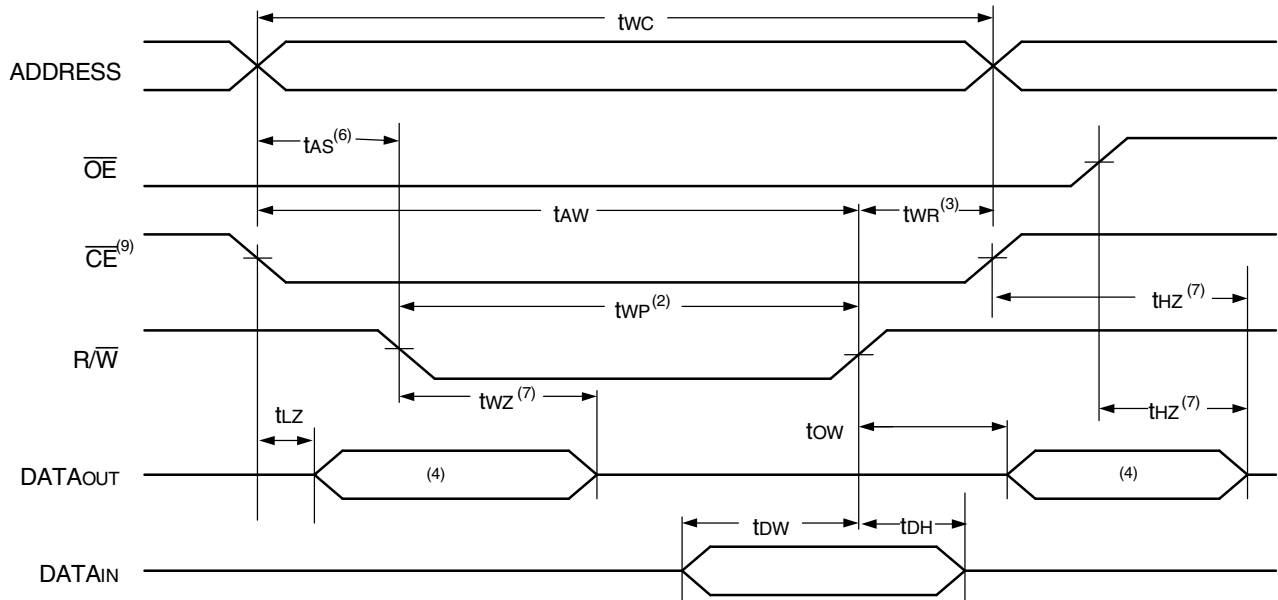 tWC
ADDRESS
tAS(6)
OE
tAW
tWR(3)
CE(9)
tWP(2)
tHZ(7)
R/W
tWZ(7)
tLZ
tHZ(7)
tOW
DATAOUT
(4)
(4)
tDW
tDH
DATAIN